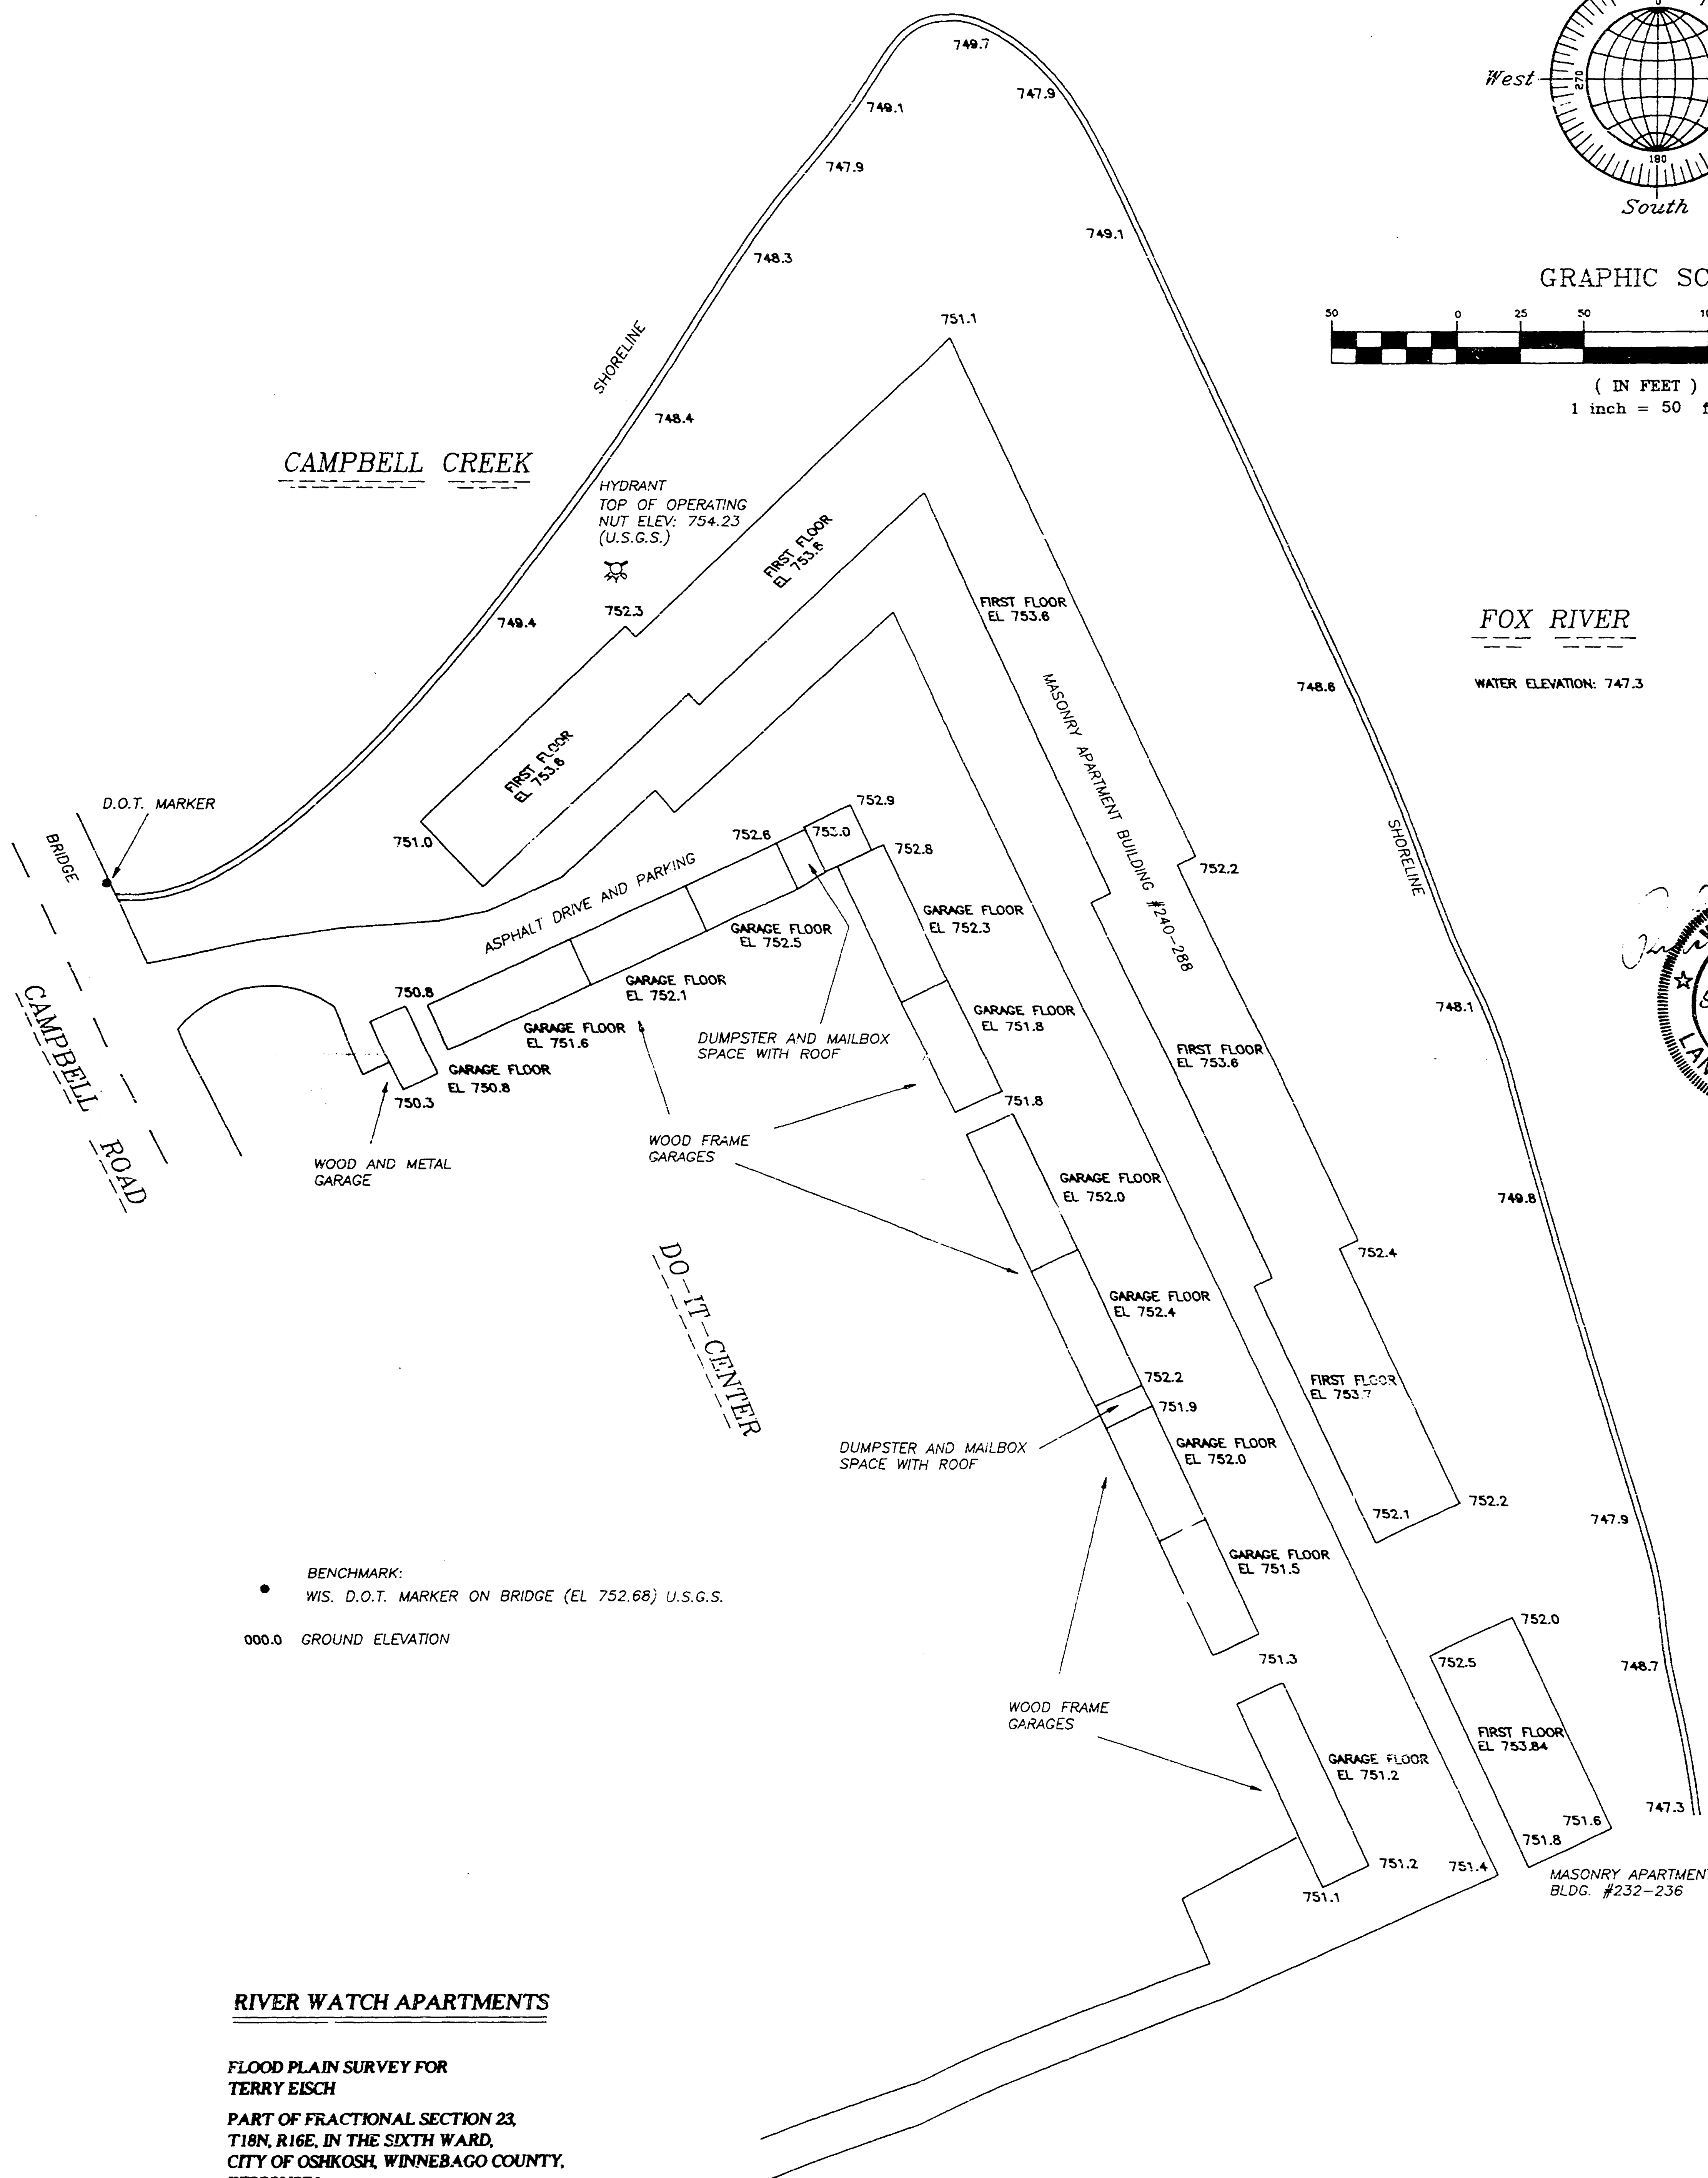 749.7
747.9
749.1
747.9
748.3
749.1
0
West
270
180
South
GRAPHIC
50
0
25
50
( IN FEET )
1 inch = 50
751.1
SHORELINE
748.4
CAMPBELL CREEK
HYDRANT
TOP OF OPERATING
NUT ELEV: 754.23
(U.S.G.S.)
752.3
749.4
FIRST FLOOR
EL 753.6
FIRST FLOOR
EL 753.6
FOX RIVER
WATER ELEVATION: 747.3
748.6
MASONRY APARTMENT BUILDING #240-288
FIRST FLOOR
EL 753.6
D.O.T. MARKER
BRIDGE
751.0
752.6
753.0
752.9
752.8
752.2
SHORELINE
ASPHALT DRIVE AND PARKING
GARAGE FLOOR
EL 752.3
GARAGE FLOOR
EL 752.5
GARAGE FLOOR
EL 752.1
750.8
GARAGE FLOOR
EL 751.6
DUMPSTER AND MAILBOX
SPACE WITH ROOF
GARAGE FLOOR
EL 751.8
748.1
FIRST FLOOR
EL 753.6
GARAGE FLOOR
EL 750.8
750.3
751.8
CAMPBELL ROAD
WOOD FRAME
GARAGES
WOOD AND METAL
GARAGE
GARAGE FLOOR
EL 752.0
749.8
752.4
DO-IT-CENTER
GARAGE FLOOR
EL 752.4
752.2
751.9
FIRST FLOOR
EL 753.7
DUMPSTER AND MAILBOX
SPACE WITH ROOF
GARAGE FLOOR
EL 752.0
752.1
752.2
747.9
GARAGE FLOOR
EL 751.5
BENCHMARK:
WIS. D.O.T. MARKER ON BRIDGE (EL 752.68) U.S.G.S.
000.0 GROUND ELEVATION
752.0
751.3
752.5
748.7
WOOD FRAME
GARAGES
FIRST FLOOR
EL 753.84
GARAGE FLOOR
EL 751.2
747.3
751.6
751.8
751.2
751.4
751.1
MASONRY APARTMENT
BLDG. #232-236
RIVER WATCH APARTMENTS
FLOOD PLAIN SURVEY FOR
TERRY EISCH
PART OF FRACTIONAL SECTION 23,
T18N, R16E, IN THE SIXTH WARD,
CITY OF OSHKOSH, WINNEBAGO COUNTY,